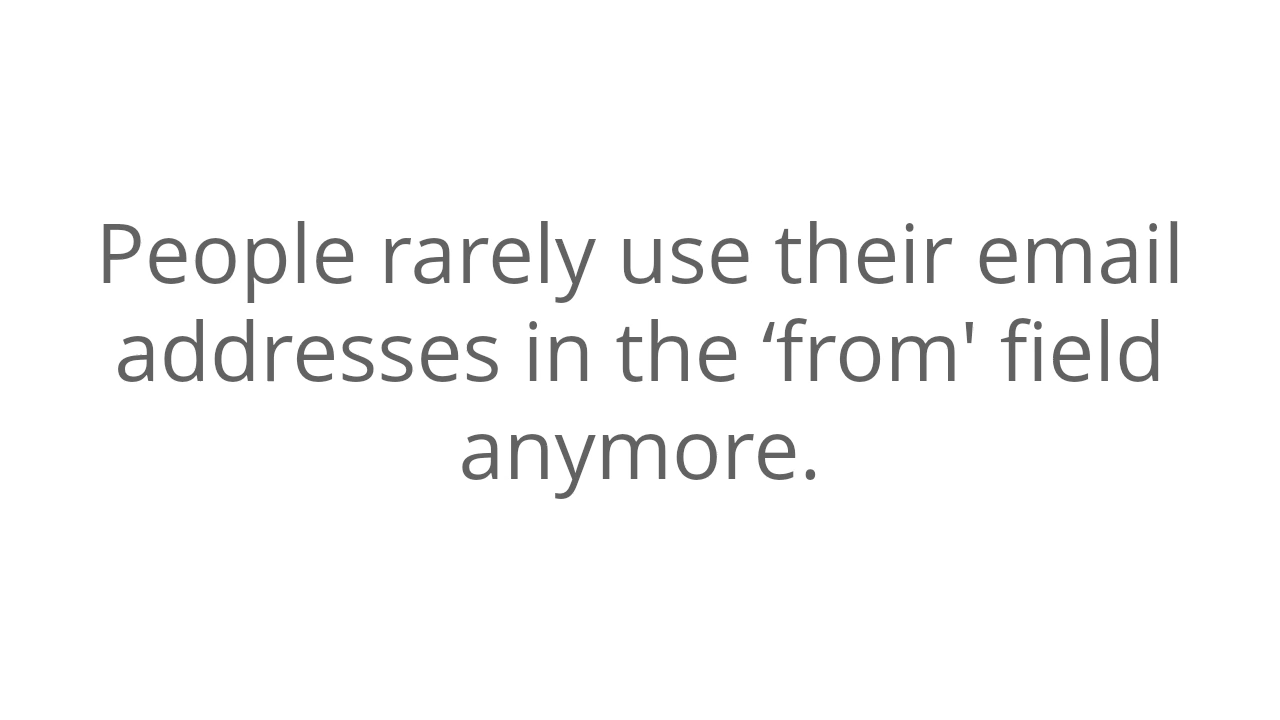 People rarely use their email
addresses in the ‘from' field
anymore.